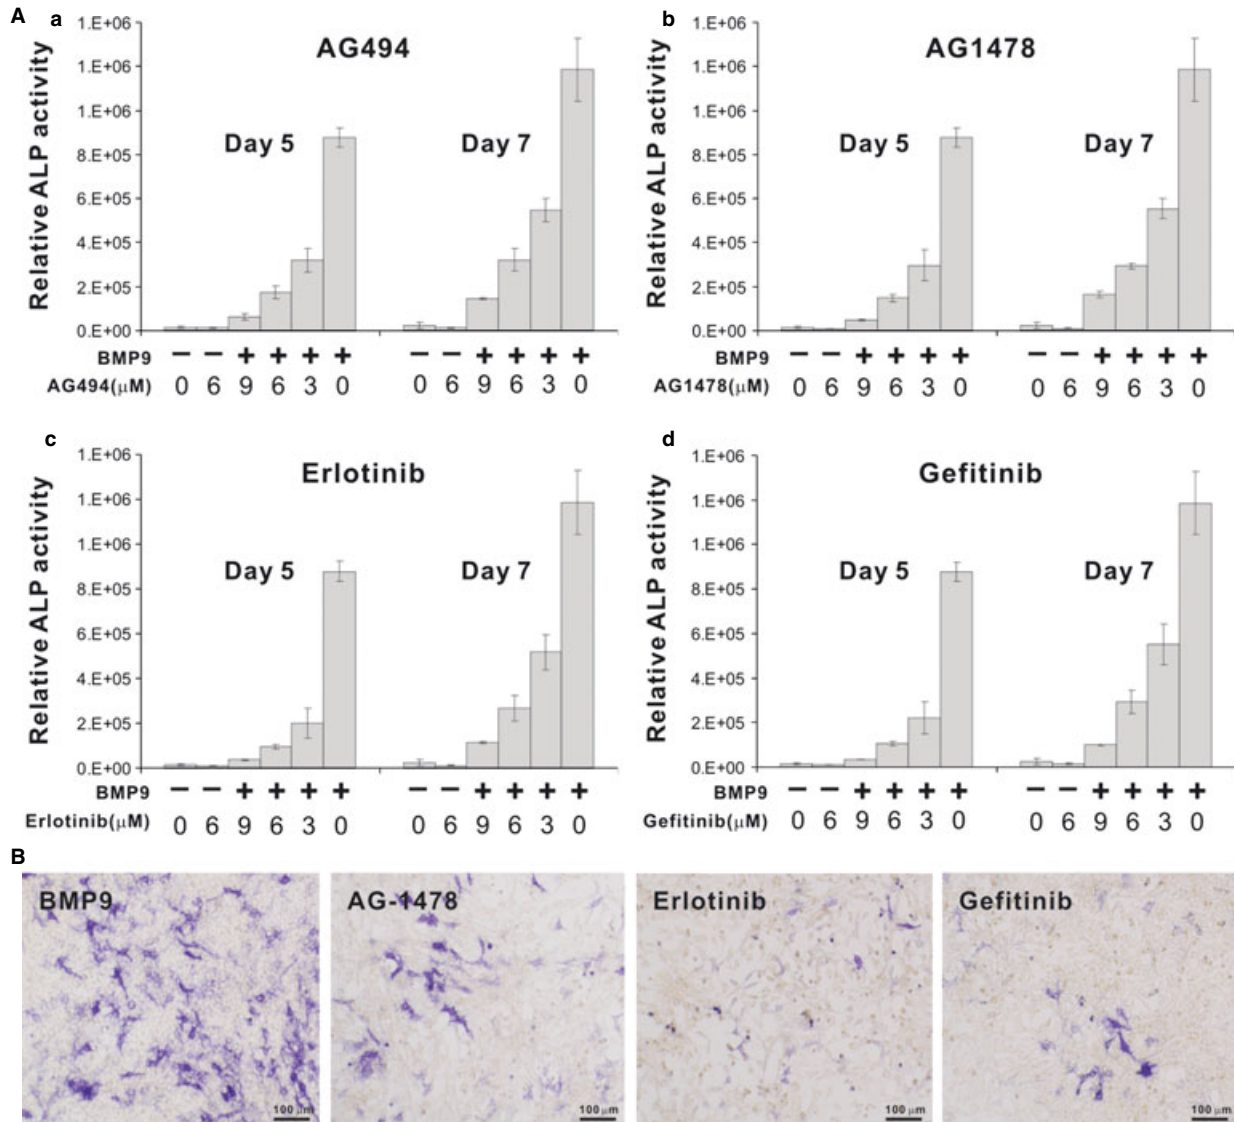 A a b
AG494 AG1478
Relative ALP activity
1.E+06
1.E+06
1.E+06
8.E+05
6.E+05
4.E+05
2.E+05
0.E+00
Day 5 Day 7
BMP9 − − + + + + − − + + + +
AG494(μM) 0 6 9 6 3 0 0 6 9 6 3 0
Relative ALP activity
1.E+06
1.E+06
1.E+06
8.E+05
6.E+05
4.E+05
2.E+05
0.E+00
Day 5 Day 7
BMP9 − − + + + + − − + + + +
AG1478(μM) 0 6 9 6 3 0 0 6 9 6 3 0
c d
Erlotinib Gefitinib
Relative ALP activity
1.E+06
1.E+06
1.E+06
8.E+05
6.E+05
4.E+05
2.E+05
0.E+00
Day 5 Day 7
BMP9 − − + + + + − − + + + +
Erlotinib(μM) 0 6 9 6 3 0 0 6 9 6 3 0
Relative ALP activity
1.E+06
1.E+06
1.E+06
8.E+05
6.E+05
4.E+05
2.E+05
0.E+00
Day 5 Day 7
BMP9 − − + + + + − − + + + +
Gefitinib(μM) 0 6 9 6 3 0 0 6 9 6 3 0
B
BMP9 AG-1478 Erlotinib Gefitinib
100 μm 100 μm 100 μm 100 μm